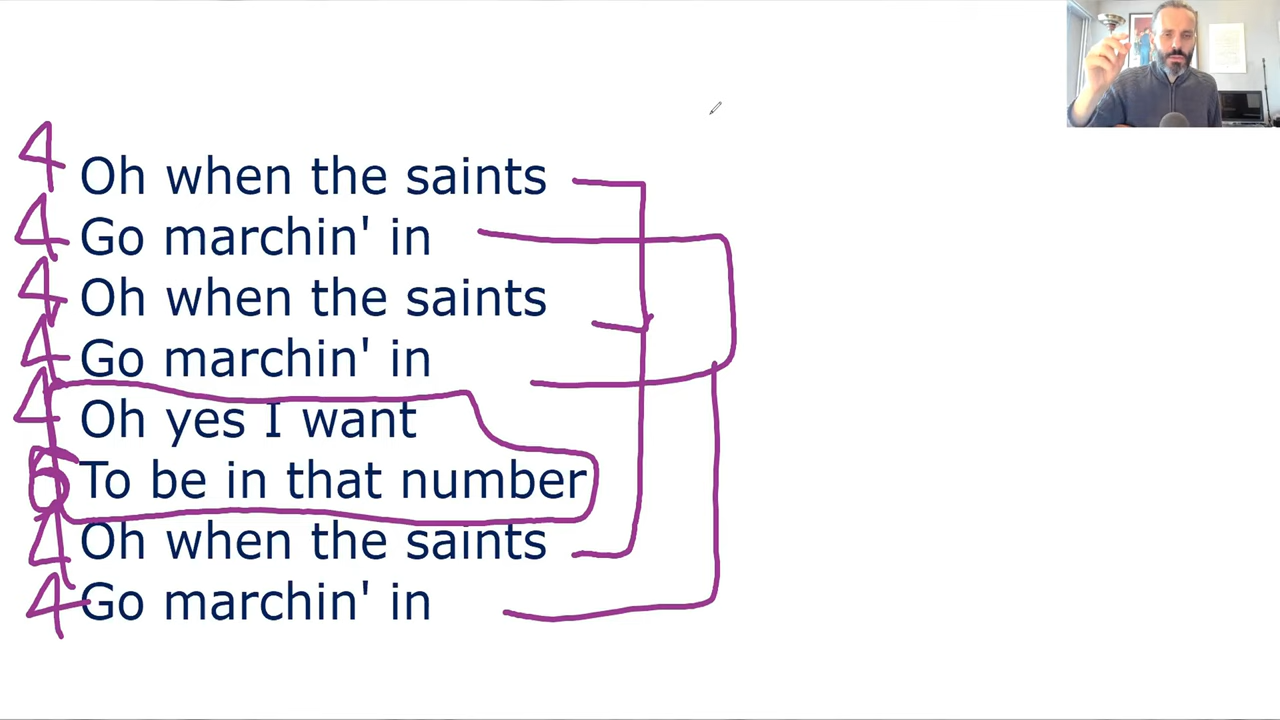 4 Oh when the saints
4 Go marchin' in
4 Oh when the saints
4 Go marchin' in
4 Oh yes I want
6 To be in that number
4 Oh when the saints
4 Go marchin' in